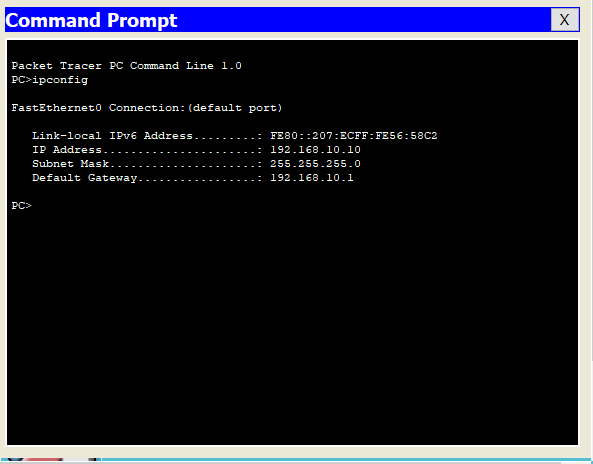 Command Prompt X
Packet Tracer PC Command Line 1.0
PC>ipconfig
FastEthernet0 Connection:(default port)
Link-local IPv6 Address.........: FE80::207:ECFF:FE56:58C2
IP Address......................: 192.168.10.10
Subnet Mask.....................: 255.255.255.0
Default Gateway.................: 192.168.10.1
PC>